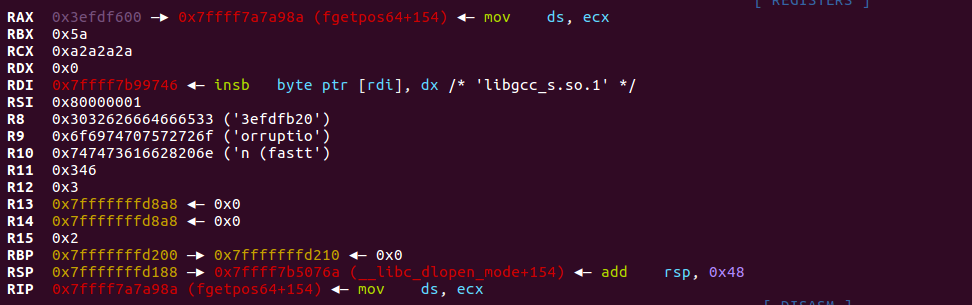 [ REGISTERS ]
RAX 0x3efdf600 —▸ 0x7ffff7a7a98a (fgetpos64+154) ◂— mov ds, ecx
RBX 0x5a
RCX 0xa2a2a2a
RDX 0x0
RDI 0x7ffff7b99746 ◂— insb byte ptr [rdi], dx /* 'libgcc_s.so.1' */
RSI 0x80000001
R8 0x3032626664666533 ('3efdfb20')
R9 0x6f6974707572726f ('orruptio')
R10 0x747473616628206e ('n (fastt')
R11 0x346
R12 0x3
R13 0x7fffffffd8a8 ◂— 0x0
R14 0x7fffffffd8a8 ◂— 0x0
R15 0x2
RBP 0x7fffffffd200 —▸ 0x7fffffffd210 ◂— 0x0
RSP 0x7fffffffd188 —▸ 0x7ffff7b5076a (__libc_dlopen_mode+154) ◂— add rsp, 0x48
RIP 0x7ffff7a7a98a (fgetpos64+154) ◂— mov ds, ecx
[ DISASM ]